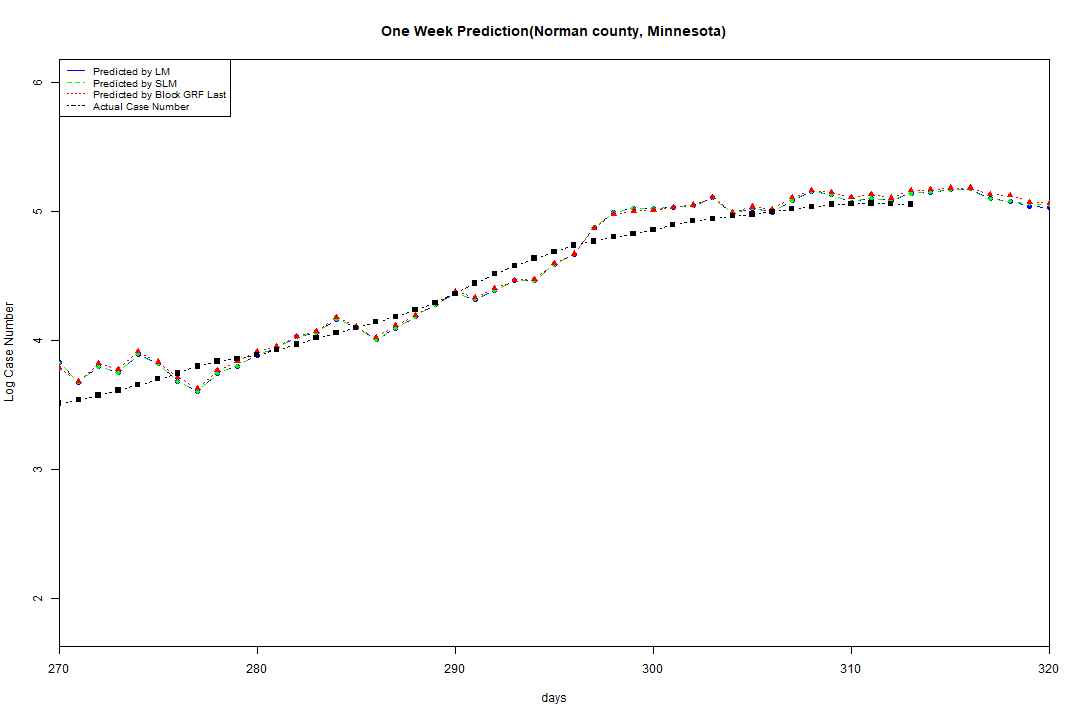 One Week Prediction(Norman county, Minnesota)
Predicted by LM
Predicted by SLM
Predicted by Block GRF Last
Actual Case Number
6
5
4
3
2
Log Case Number
270 280 290 300 310 320
days